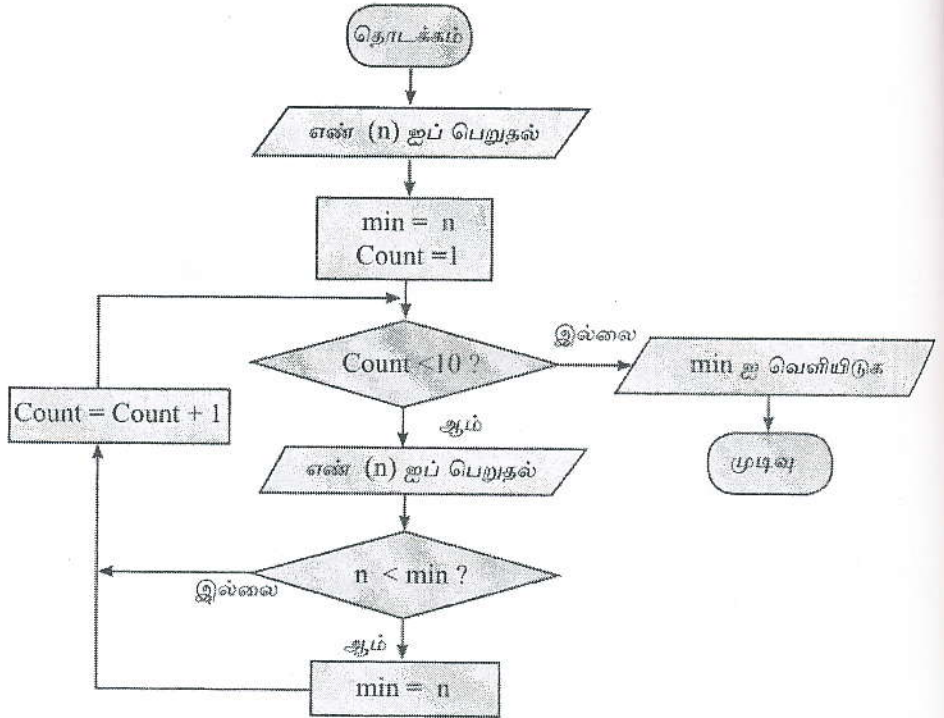 தொடக்கம்
எண் (n) ஐப் பெறுதல்
min = n
Count =1
Count <10 ?
இல்லை
min ஐ வெளியிடுக
முடிவு
Count = Count + 1
ஆம்
எண் (n) ஐப் பெறுதல்
n < min ?
இல்லை
ஆம்
min = n